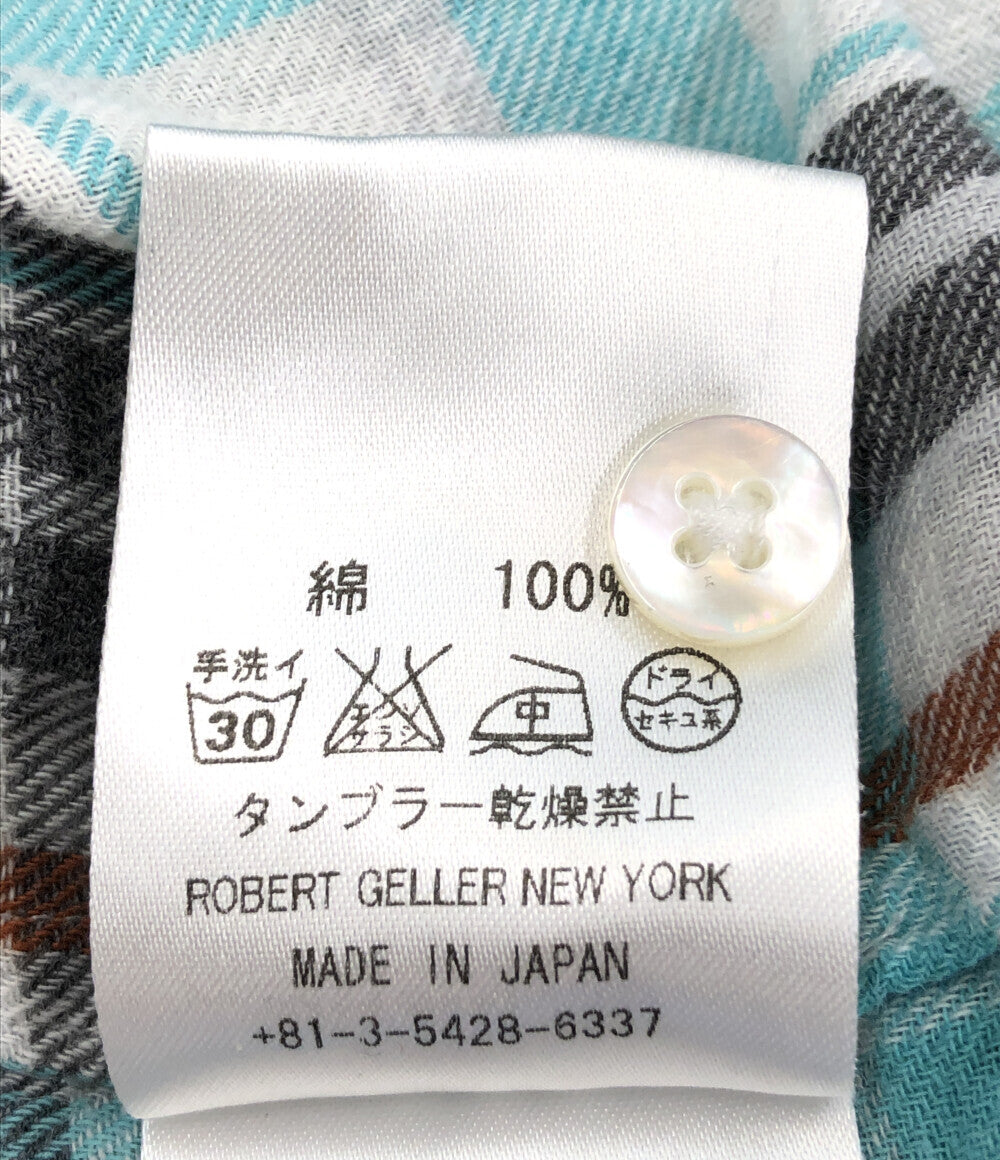 綿 100%
手洗イ
30
エンソ
サラシ
中
ドライ
セキユ系
タンブラー乾燥禁止
ROBERT GELLER NEW YORK
MADE IN JAPAN
+81-3-5428-6337